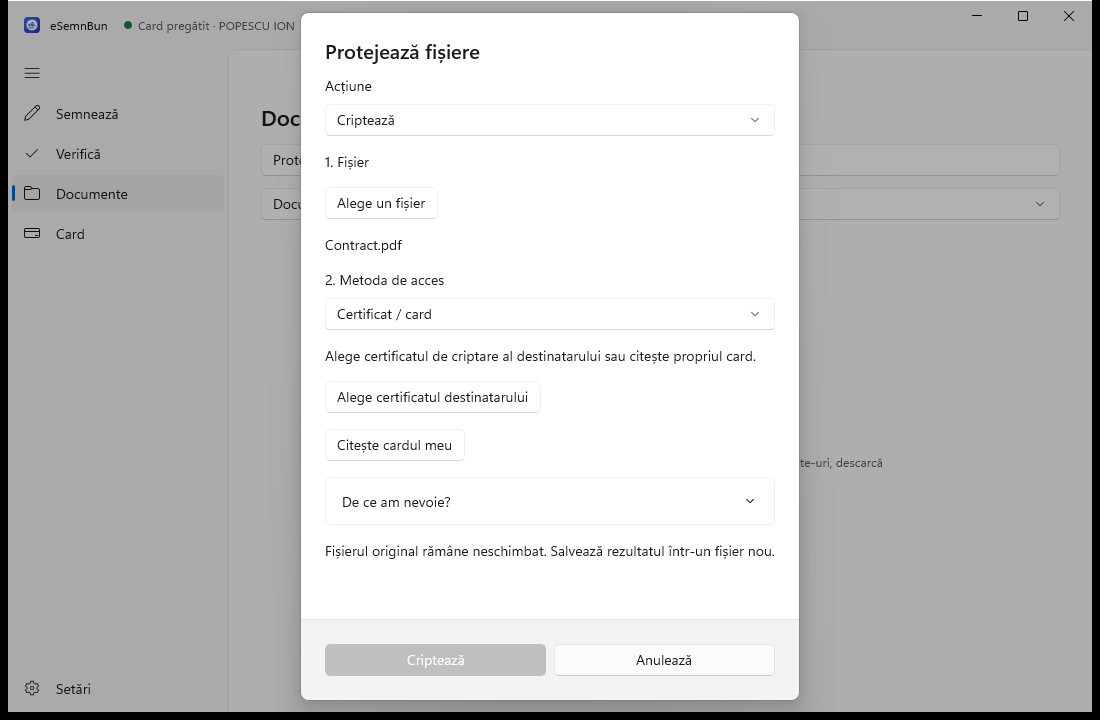 eSemnBun
Card pregătit · POPESCU ION
Semnează
Verifică
Documente
Card
Setări
Protejează fișiere
Acțiune
Criptează
1. Fișier
Alege un fișier
Contract.pdf
2. Metoda de acces
Certificat / card
Alege certificatul de criptare al destinatarului sau citește propriul card.
Alege certificatul destinatarului
Citește cardul meu
De ce am nevoie?
Fișierul original rămâne neschimbat. Salvează rezultatul într-un fișier nou.
Criptează
Anulează
Doc
Prote
Docu
te-uri, descarcă